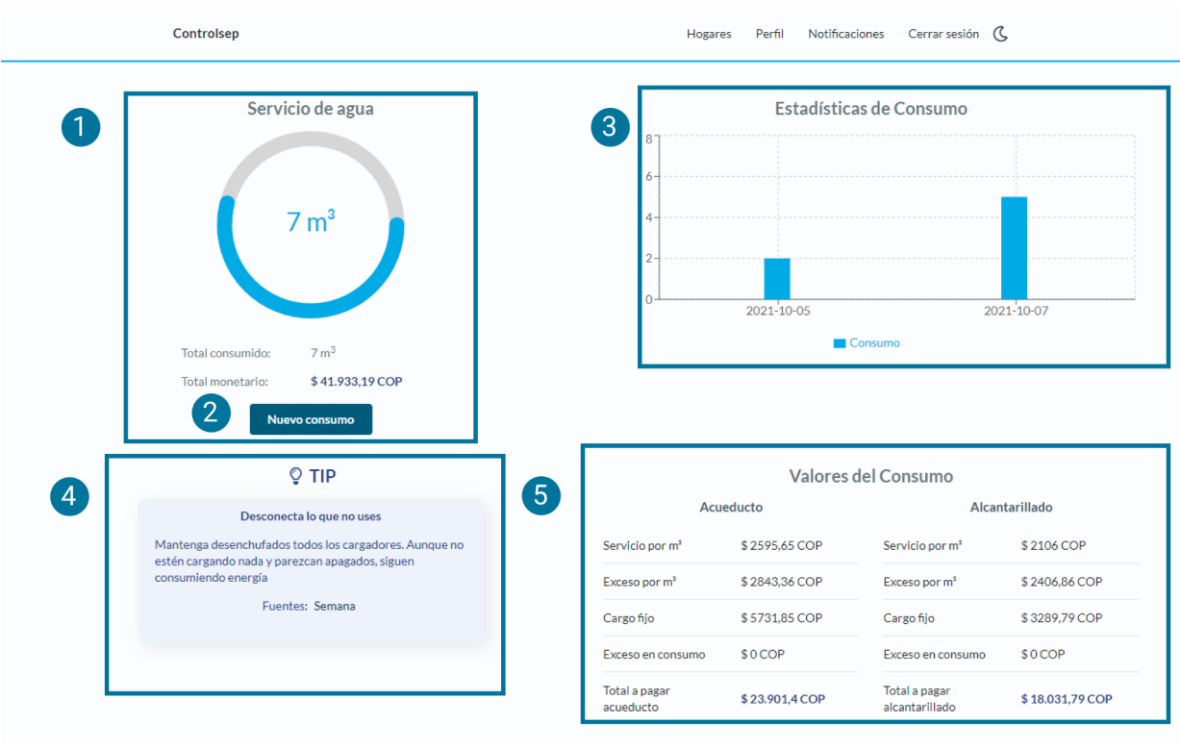 Controlsep
Hogares Perfil Notificaciones Cerrar sesión
1
Servicio de agua
7 m³
Total consumido: 7 m³
Total monetario: $ 41.933,19 COP
2
Nuevo consumo
3
Estadísticas de Consumo
8
6
4
2
0
2021-10-05 2021-10-07
Consumo
4
TIP
Desconecta lo que no uses
Mantenga desenchufados todos los cargadores. Aunque no
estén cargando nada y parezcan apagados, siguen
consumiendo energía
Fuentes: Semana
5
Valores del Consumo
Acueducto Alcantarillado
Servicio por m³ $ 2595,65 COP Servicio por m³ $ 2106 COP
Exceso por m³ $ 2843,36 COP Exceso por m³ $ 2406,86 COP
Cargo fijo $ 5731,85 COP Cargo fijo $ 3289,79 COP
Exceso en consumo $ 0 COP Exceso en consumo $ 0 COP
Total a pagar
acueducto $ 23.901,4 COP
Total a pagar
alcantarillado $ 18.031,79 COP